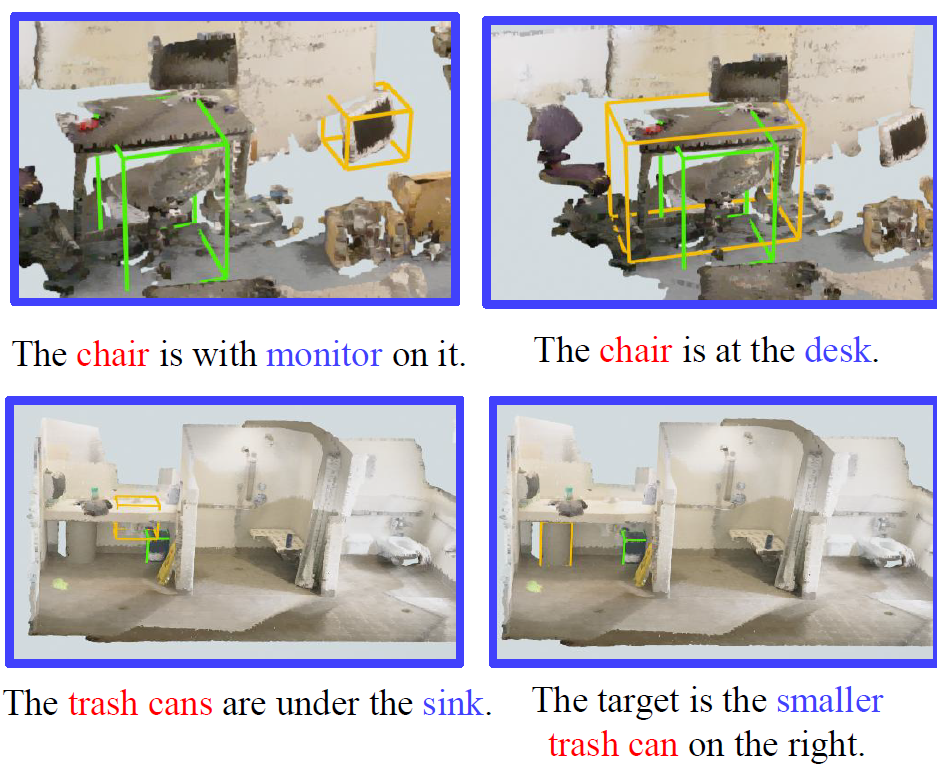 The chair is with monitor on it.
The chair is at the desk.
The trash cans are under the sink.
The target is the smaller
trash can on the right.